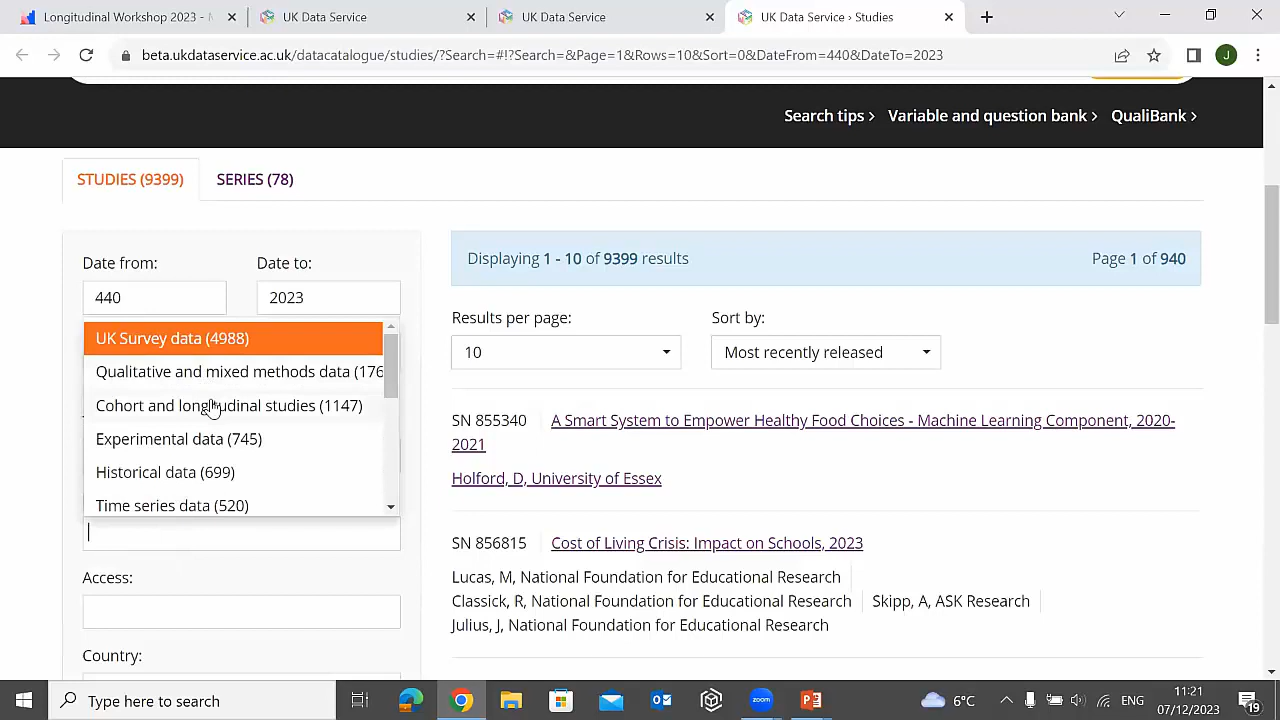 Longitudinal Workshop 2023 -
UK Data Service
UK Data Service
UK Data Service › Studies
beta.ukdataservice.ac.uk/datacatalogue/studies/?Search=#!?Search=&Page=1&Rows=10&Sort=0&DateFrom=440&DateTo=2023
J
Search tips ›
Variable and question bank ›
QualiBank ›
STUDIES (9399)
SERIES (78)
Date from:
Date to:
440
2023
UK Survey data (4988)
Qualitative and mixed methods data (176
Cohort and longitudinal studies (1147)
Experimental data (745)
Historical data (699)
Time series data (520)
Access:
Country:
Displaying 1 - 10 of 9399 results
Page 1 of 940
Results per page:
Sort by:
10
Most recently released
SN 855340
A Smart System to Empower Healthy Food Choices - Machine Learning Component, 2020-
2021
Holford, D, University of Essex
SN 856815
Cost of Living Crisis: Impact on Schools, 2023
Lucas, M, National Foundation for Educational Research
Classick, R, National Foundation for Educational Research
Skipp, A, ASK Research
Julius, J, National Foundation for Educational Research
Type here to search
zoom
6°C
ENG
11:21
07/12/2023
19